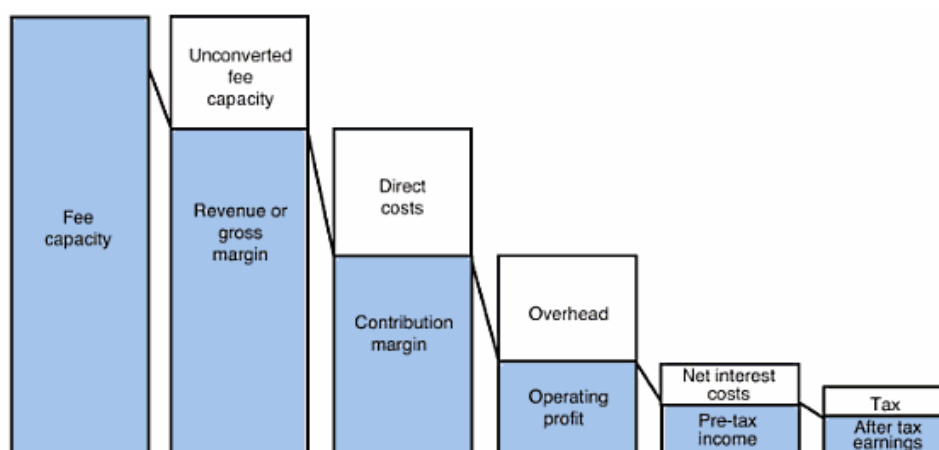 Fee
capacity
Unconverted
fee
capacity
Revenue or
gross
margin
Direct
costs
Contribution
margin
Overhead
Operating
profit
Net interest
costs
Pre-tax
income
Tax
After tax
earnings